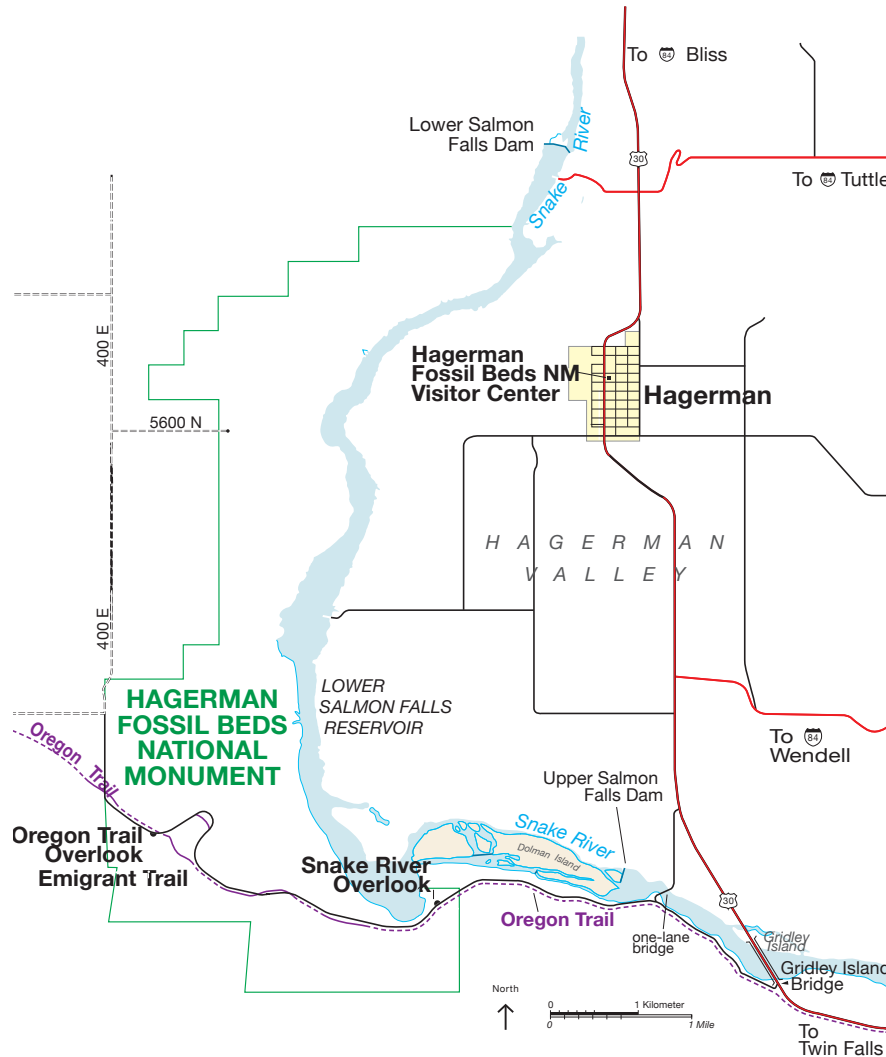 To 84 Bliss
Lower Salmon
Falls Dam
River
30
Snake
To 84 Tuttle
400 E
Hagerman
Fossil Beds NM
Visitor Center
Hagerman
5600 N
HAGERMAN
VALLEY
400 E
LOWER
SALMON FALLS
RESERVOIR
HAGERMAN
FOSSIL BEDS
NATIONAL
MONUMENT
Oregon Trail
To 84
Wendell
Upper Salmon
Falls Dam
Snake River
Dolman Island
Oregon Trail
Overlook
Emigrant Trail
Snake River
Overlook
Oregon Trail
30
one-lane
bridge
Gridley
Island
Gridley Island
Bridge
North
0 1 Kilometer
0 1 Mile
To
Twin Falls